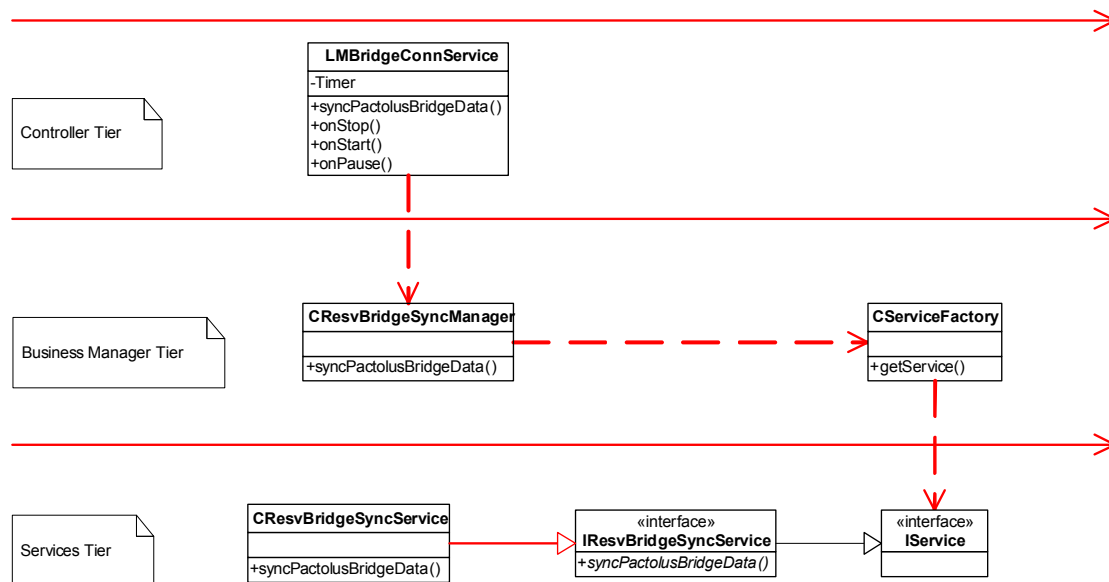 LMBridgeConnService
-Timer
+syncPactolusBridgeData()
+onStop()
+onStart()
+onPause()
Controller Tier
CResvBridgeSyncManager
+syncPactolusBridgeData()
CServiceFactory
+getService()
Business Manager Tier
CResvBridgeSyncService
+syncPactolusBridgeData()
«interface»
IResvBridgeSyncService
+syncPactolusBridgeData()
«interface»
IService
Services Tier